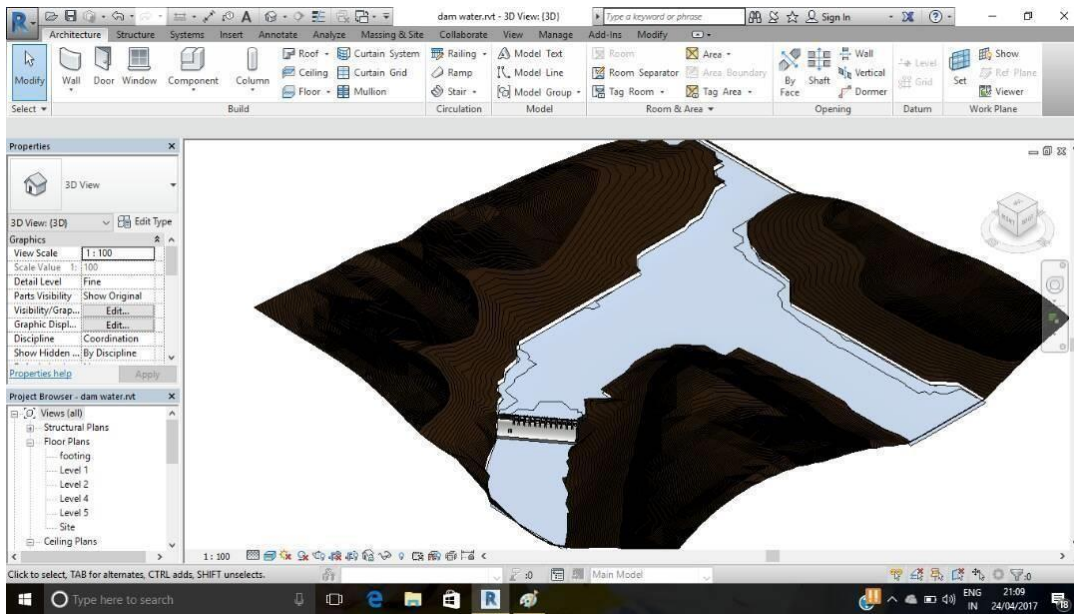 dam water.rvt - 3D View: {3D}
Type a keyword or phrase
Sign In
Architecture Structure Systems Insert Annotate Analyze Massing & Site Collaborate View Manage Add-Ins Modify
Modify
Wall
Door
Window
Component
Column
Roof
Ceiling
Floor
Curtain System
Curtain Grid
Mullion
Railing
Ramp
Stair
Model Text
Model Line
Model Group
Room
Room Separator
Tag Room
Area
Area Boundary
Tag Area
By Face
Shaft
Wall
Vertical
Dormer
Level
Grid
Set
Show
Ref Plane
Viewer
Select
Build
Circulation
Model
Room & Area
Opening
Datum
Work Plane
Properties
3D View
3D View: {3D}
Edit Type
Graphics
View Scale 1 : 100
Scale Value 1: 100
Detail Level Fine
Parts Visibility Show Original
Visibility/Grap... Edit...
Graphic Displ... Edit...
Discipline Coordination
Show Hidden ... By Discipline
Properties help
Apply
Project Browser - dam water.rvt
Views (all)
Structural Plans
Floor Plans
footing
Level 1
Level 2
Level 4
Level 5
Site
Ceiling Plans
1 : 100
Click to select, TAB for alternates, CTRL adds, SHIFT unselects.
:0
Main Model
:0
Type here to search
ENG
IN
21:09
24/04/2017
18